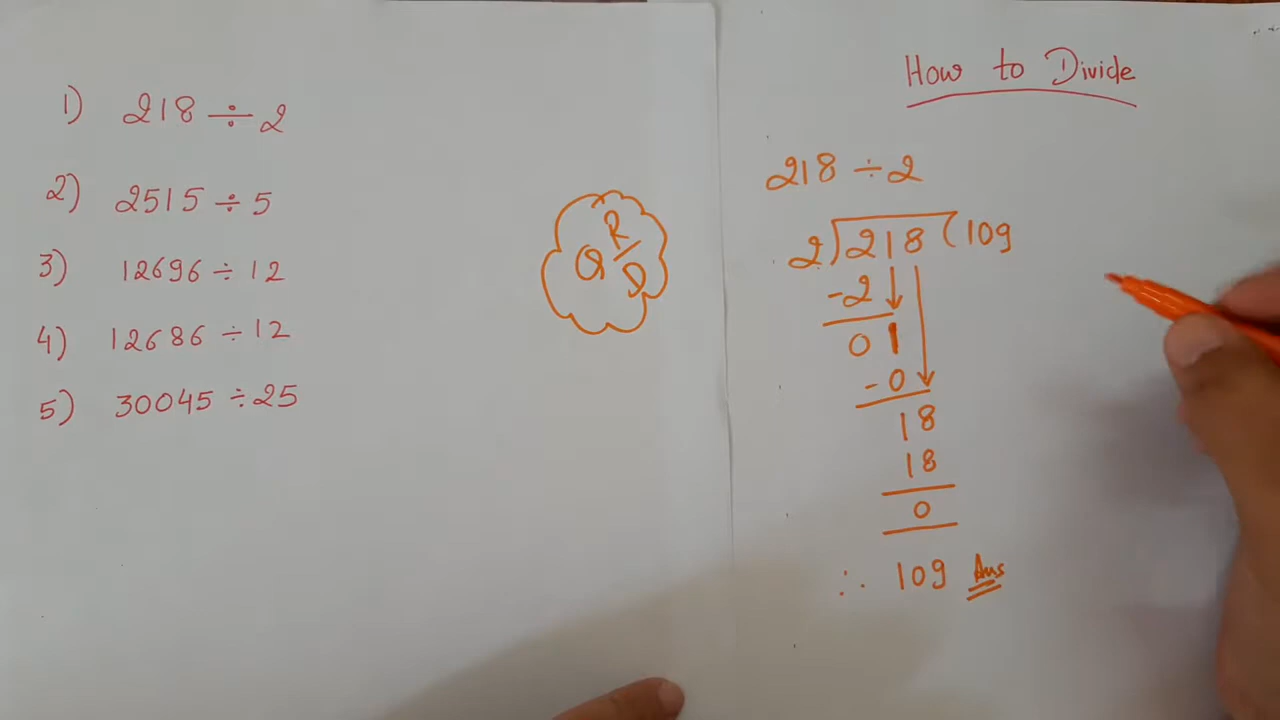 1) 218 ÷ 2
2) 2515 ÷ 5
3) 12696 ÷ 12
4) 12686 ÷ 12
5) 30045 ÷ 25
Q R/D
How to Divide
218 ÷ 2
2)218(109
-2
01
-0
18
18
0
∴ 109 Ans